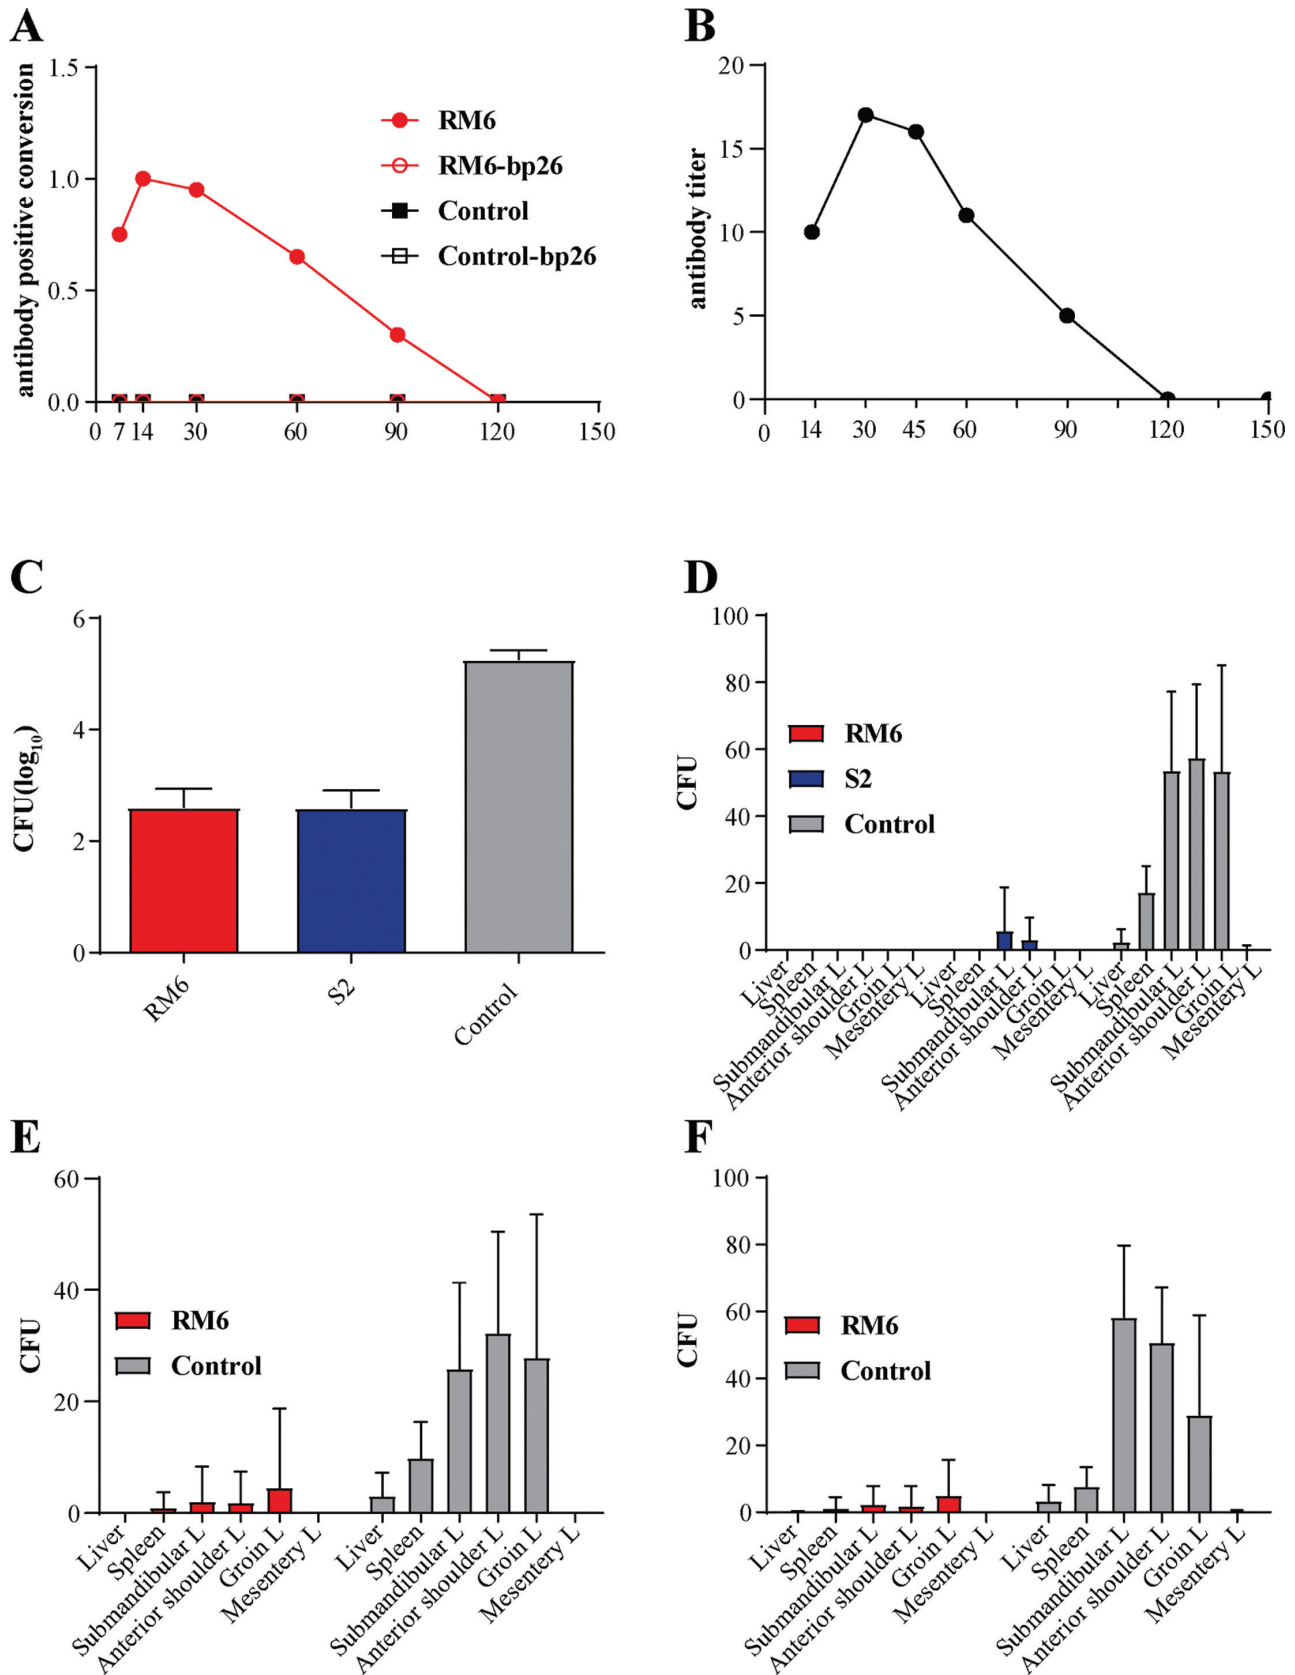 A
antibody positive conversion
1.5
1.0
0.5
0.0
0 7 14 30 60 90 120 150
RM6
RM6-bp26
Control
Control-bp26
B
antibody titer
20
15
10
5
0
0 14 30 45 60 90 120 150
C
CFU(log10)
6
4
2
0
RM6
S2
Control
D
CFU
100
80
60
40
20
0
RM6
S2
Control
Liver
Spleen
Submandibular L
Anterior shoulder L
Groin L
Mesentery L
Liver
Spleen
Submandibular L
Anterior shoulder L
Groin L
Mesentery L
Liver
Spleen
Submandibular L
Anterior shoulder L
Groin L
Mesentery L
E
CFU
60
40
20
0
RM6
Control
Liver
Spleen
Submandibular L
Anterior shoulder L
Groin L
Mesentery L
Liver
Spleen
Submandibular L
Anterior shoulder L
Groin L
Mesentery L
F
CFU
100
80
60
40
20
0
RM6
Control
Liver
Spleen
Submandibular L
Anterior shoulder L
Groin L
Mesentery L
Liver
Spleen
Submandibular L
Anterior shoulder L
Groin L
Mesentery L